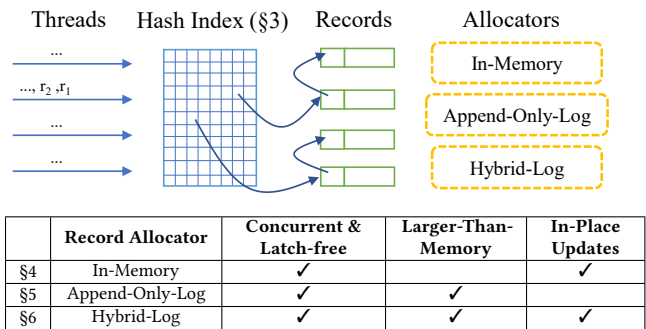 Threads Hash Index (§3) Records Allocators
...
..., r2 ,r1
...
...
In-Memory
Append-Only-Log
Hybrid-Log
Record Allocator Concurrent & Latch-free Larger-Than-Memory In-Place Updates
§4 In-Memory ✓ ✓
§5 Append-Only-Log ✓ ✓
§6 Hybrid-Log ✓ ✓ ✓